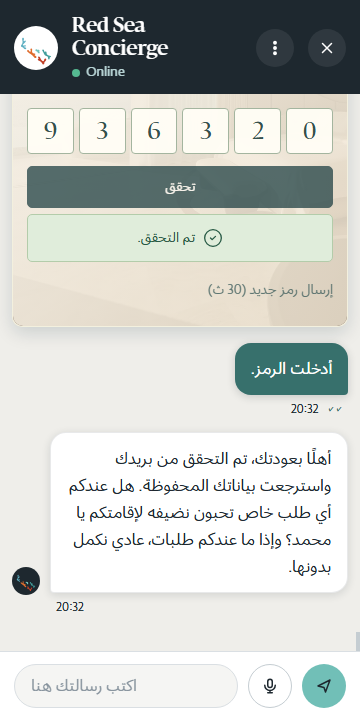 Red Sea
Concierge
Online
9 3 6 3 2 0
تحقق
تم التحقق.
إرسال رمز جديد (30 ث)
أدخلت الرمز.
20:32
أهلًا بعودتك، تم التحقق من بريدك
واسترجعت بياناتك المحفوظة. هل عندكم
أي طلب خاص تحبون نضيفه لإقامتكم يا
محمد؟ وإذا ما عندكم طلبات، عادي نكمل
بدونها.
20:32
اكتب رسالتك هنا